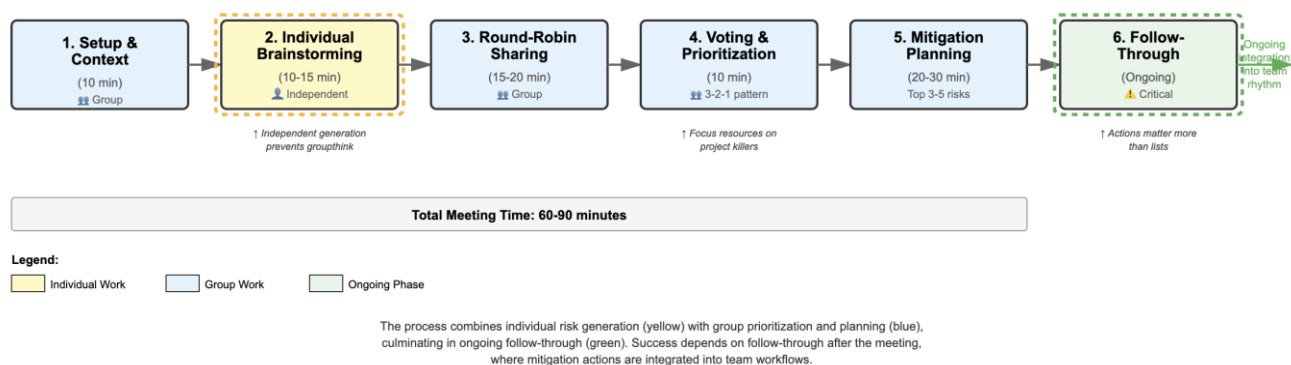 1. Setup &
Context
(10 min)
👥 Group
2. Individual
Brainstorming
(10-15 min)
👤 Independent
3. Round-Robin
Sharing
(15-20 min)
👥 Group
4. Voting &
Prioritization
(10 min)
👥 3-2-1 pattern
5. Mitigation
Planning
(20-30 min)
Top 3-5 risks
6. Follow-
Through
(Ongoing)
⚠️ Critical
Ongoing
integration
into team
rhythm
↑ Independent generation
prevents groupthink
↑ Focus resources on
project killers
↑ Actions matter more
than lists
Total Meeting Time: 60-90 minutes
Legend:
Individual Work
Group Work
Ongoing Phase
The process combines individual risk generation (yellow) with group prioritization and planning (blue),
culminating in ongoing follow-through (green). Success depends on follow-through after the meeting,
where mitigation actions are integrated into team workflows.